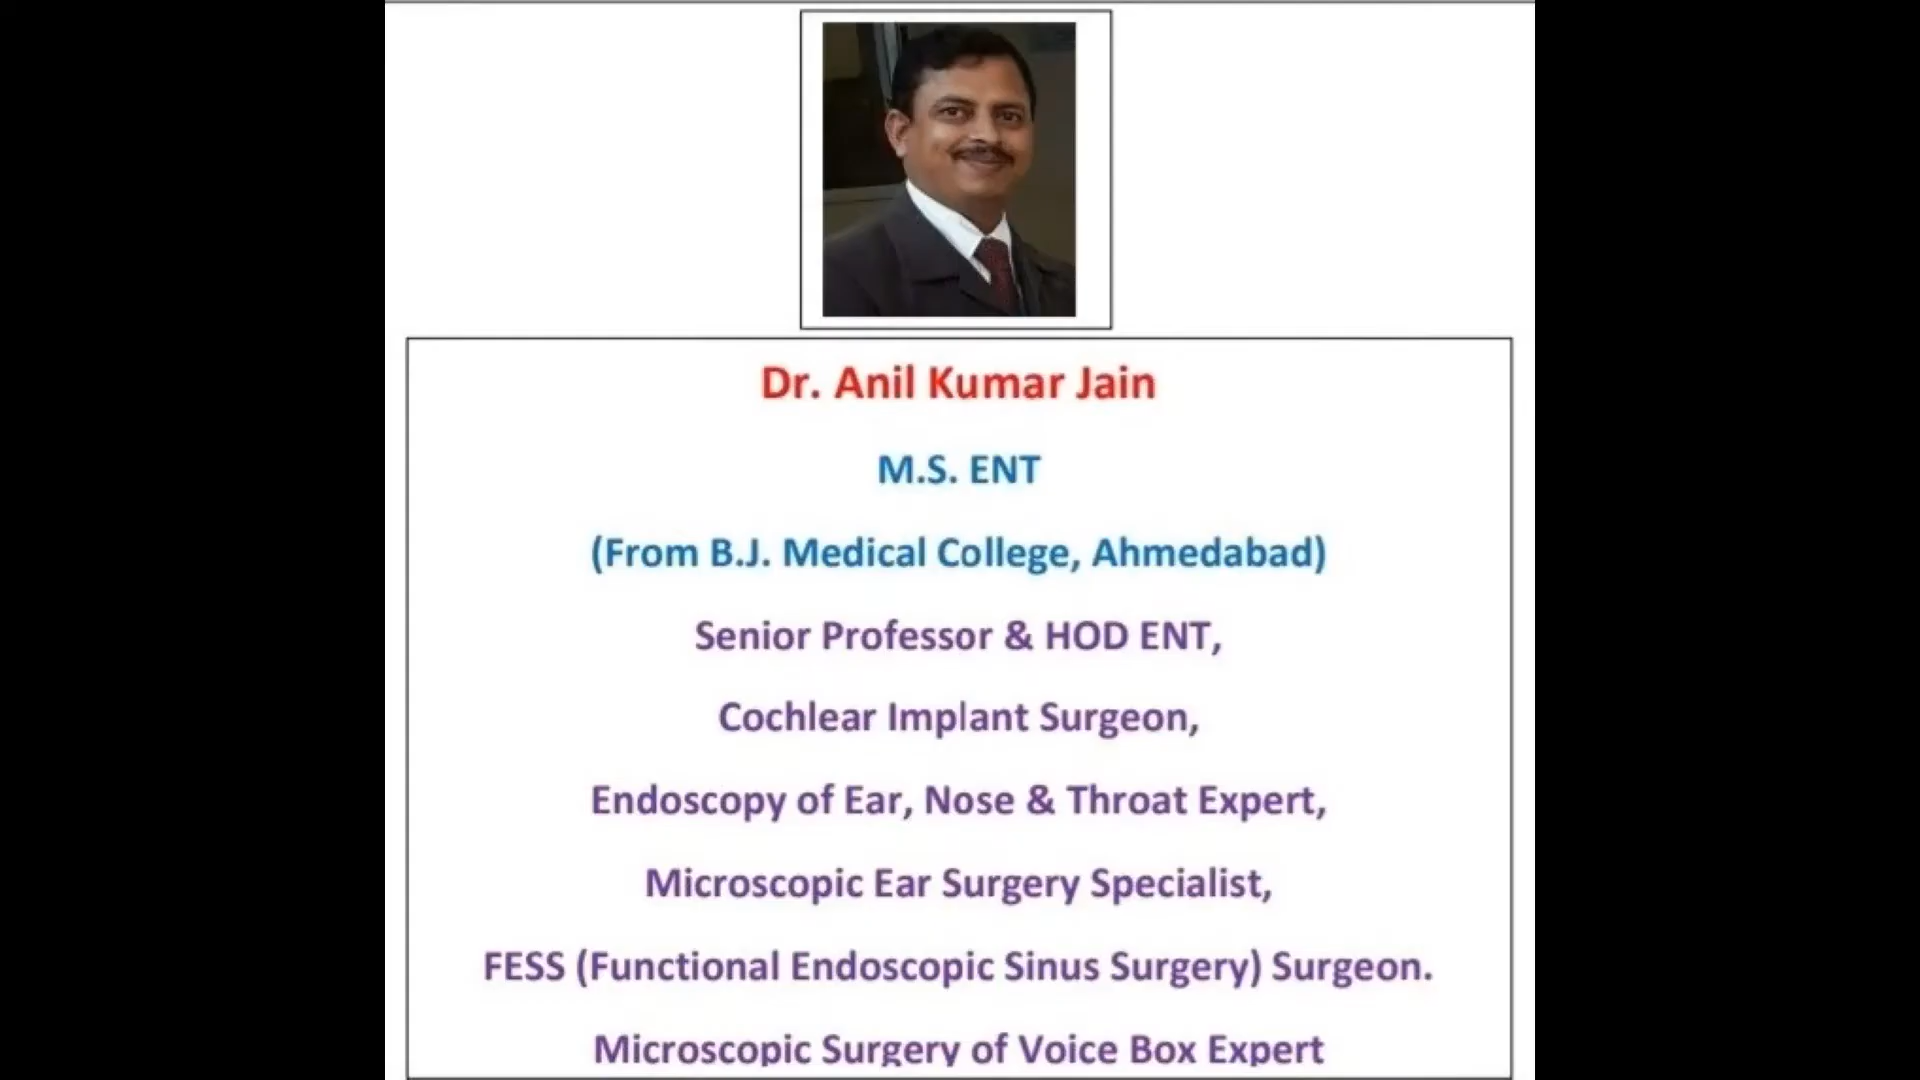 Dr. Anil Kumar Jain
M.S. ENT
(From B.J. Medical College, Ahmedabad)
Senior Professor & HOD ENT,
Cochlear Implant Surgeon,
Endoscopy of Ear, Nose & Throat Expert,
Microscopic Ear Surgery Specialist,
FESS (Functional Endoscopic Sinus Surgery) Surgeon.
Microscopic Surgery of Voice Box Expert